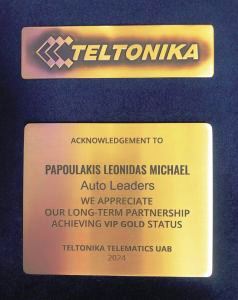 TELTONIKA
ACKNOWLEDGEMENT TO
PAPOULAKIS LEONIDAS MICHAEL
Auto Leaders
WE APPRECIATE
OUR LONG-TERM PARTNERSHIP
ACHIEVING VIP GOLD STATUS
TELTONIKA TELEMATICS UAB
2024